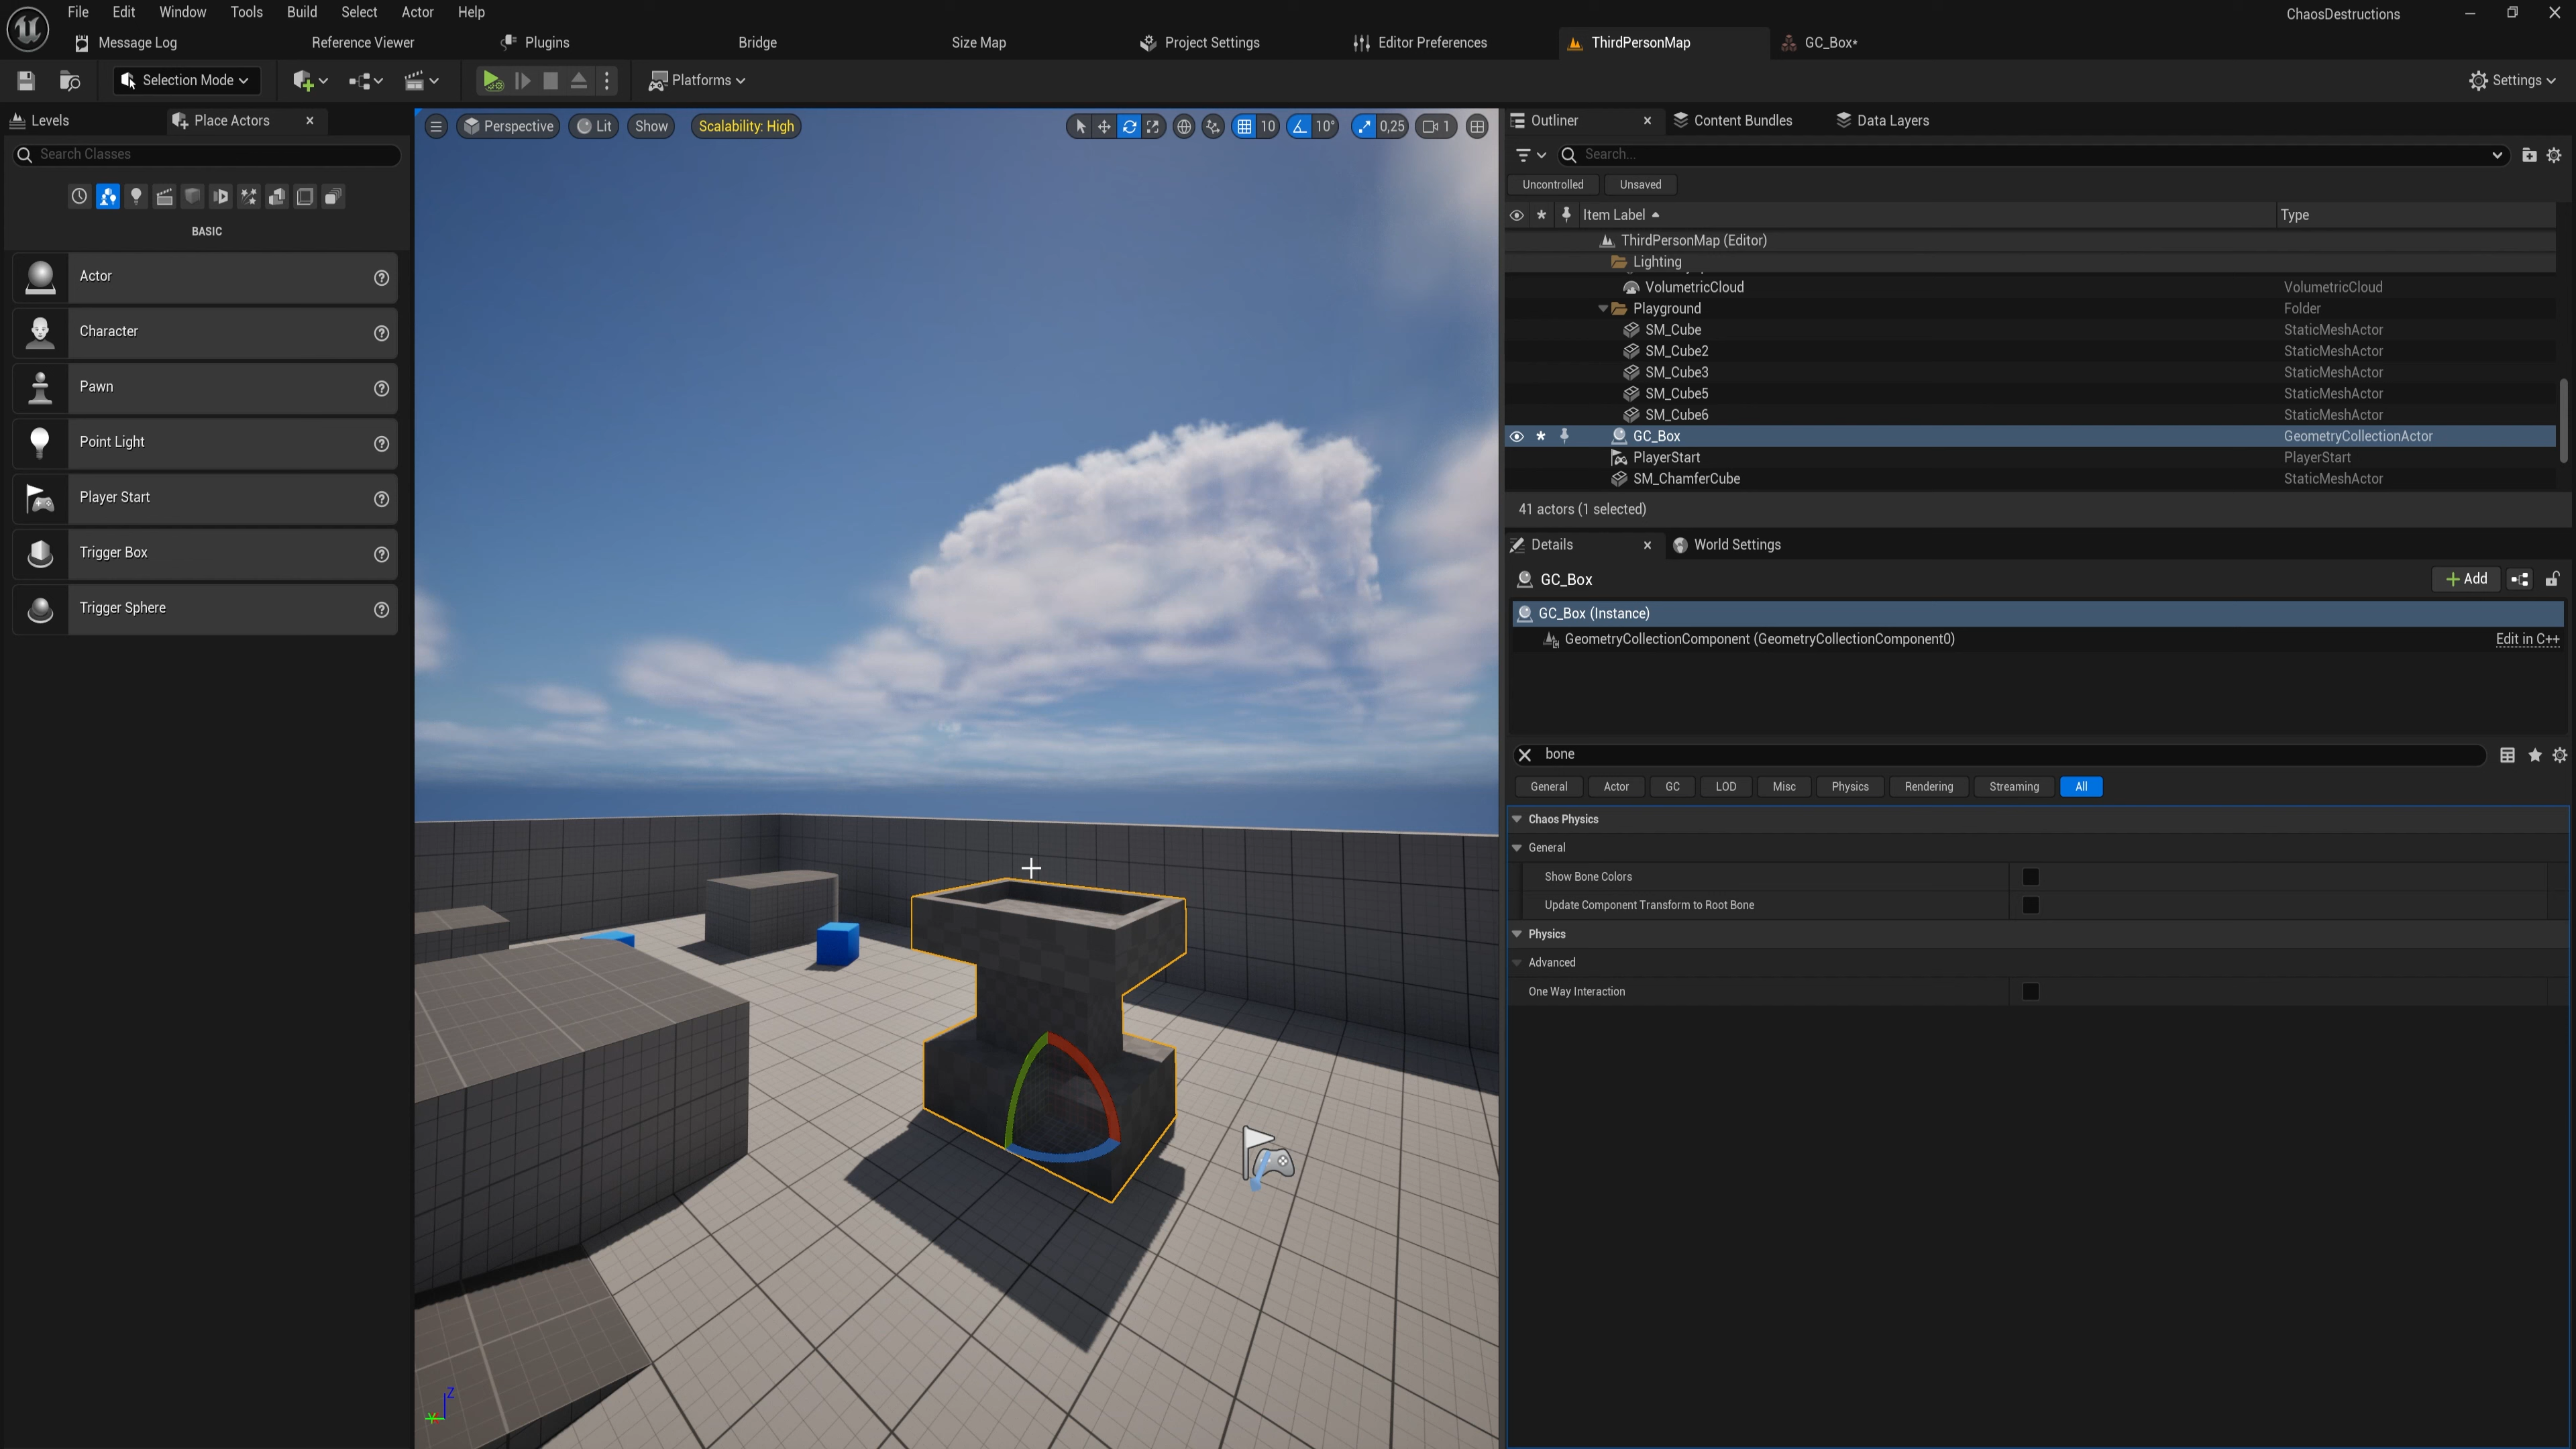 File Edit Window Tools Build Select Actor Help
ChaosDestructions
Message Log Reference Viewer Plugins Bridge Size Map Project Settings Editor Preferences ThirdPersonMap GC_Box*
Selection Mode
Platforms
Settings
Levels Place Actors
Search Classes
BASIC
Actor
Character
Pawn
Point Light
Player Start
Trigger Box
Trigger Sphere
Perspective Lit Show Scalability: High
10 10° 0,25 1
Z
Y
Outliner Content Bundles Data Layers
Search...
Uncontrolled Unsaved
Item Label Type
ThirdPersonMap (Editor)
Lighting
VolumetricCloud VolumetricCloud
Playground Folder
SM_Cube StaticMeshActor
SM_Cube2 StaticMeshActor
SM_Cube3 StaticMeshActor
SM_Cube5 StaticMeshActor
SM_Cube6 StaticMeshActor
GC_Box GeometryCollectionActor
PlayerStart PlayerStart
SM_ChamferCube StaticMeshActor
41 actors (1 selected)
Details World Settings
GC_Box
Add
GC_Box (Instance)
GeometryCollectionComponent (GeometryCollectionComponent0) Edit in C++
bone
General Actor GC LOD Misc Physics Rendering Streaming All
Chaos Physics
General
Show Bone Colors
Update Component Transform to Root Bone
Physics
Advanced
One Way Interaction